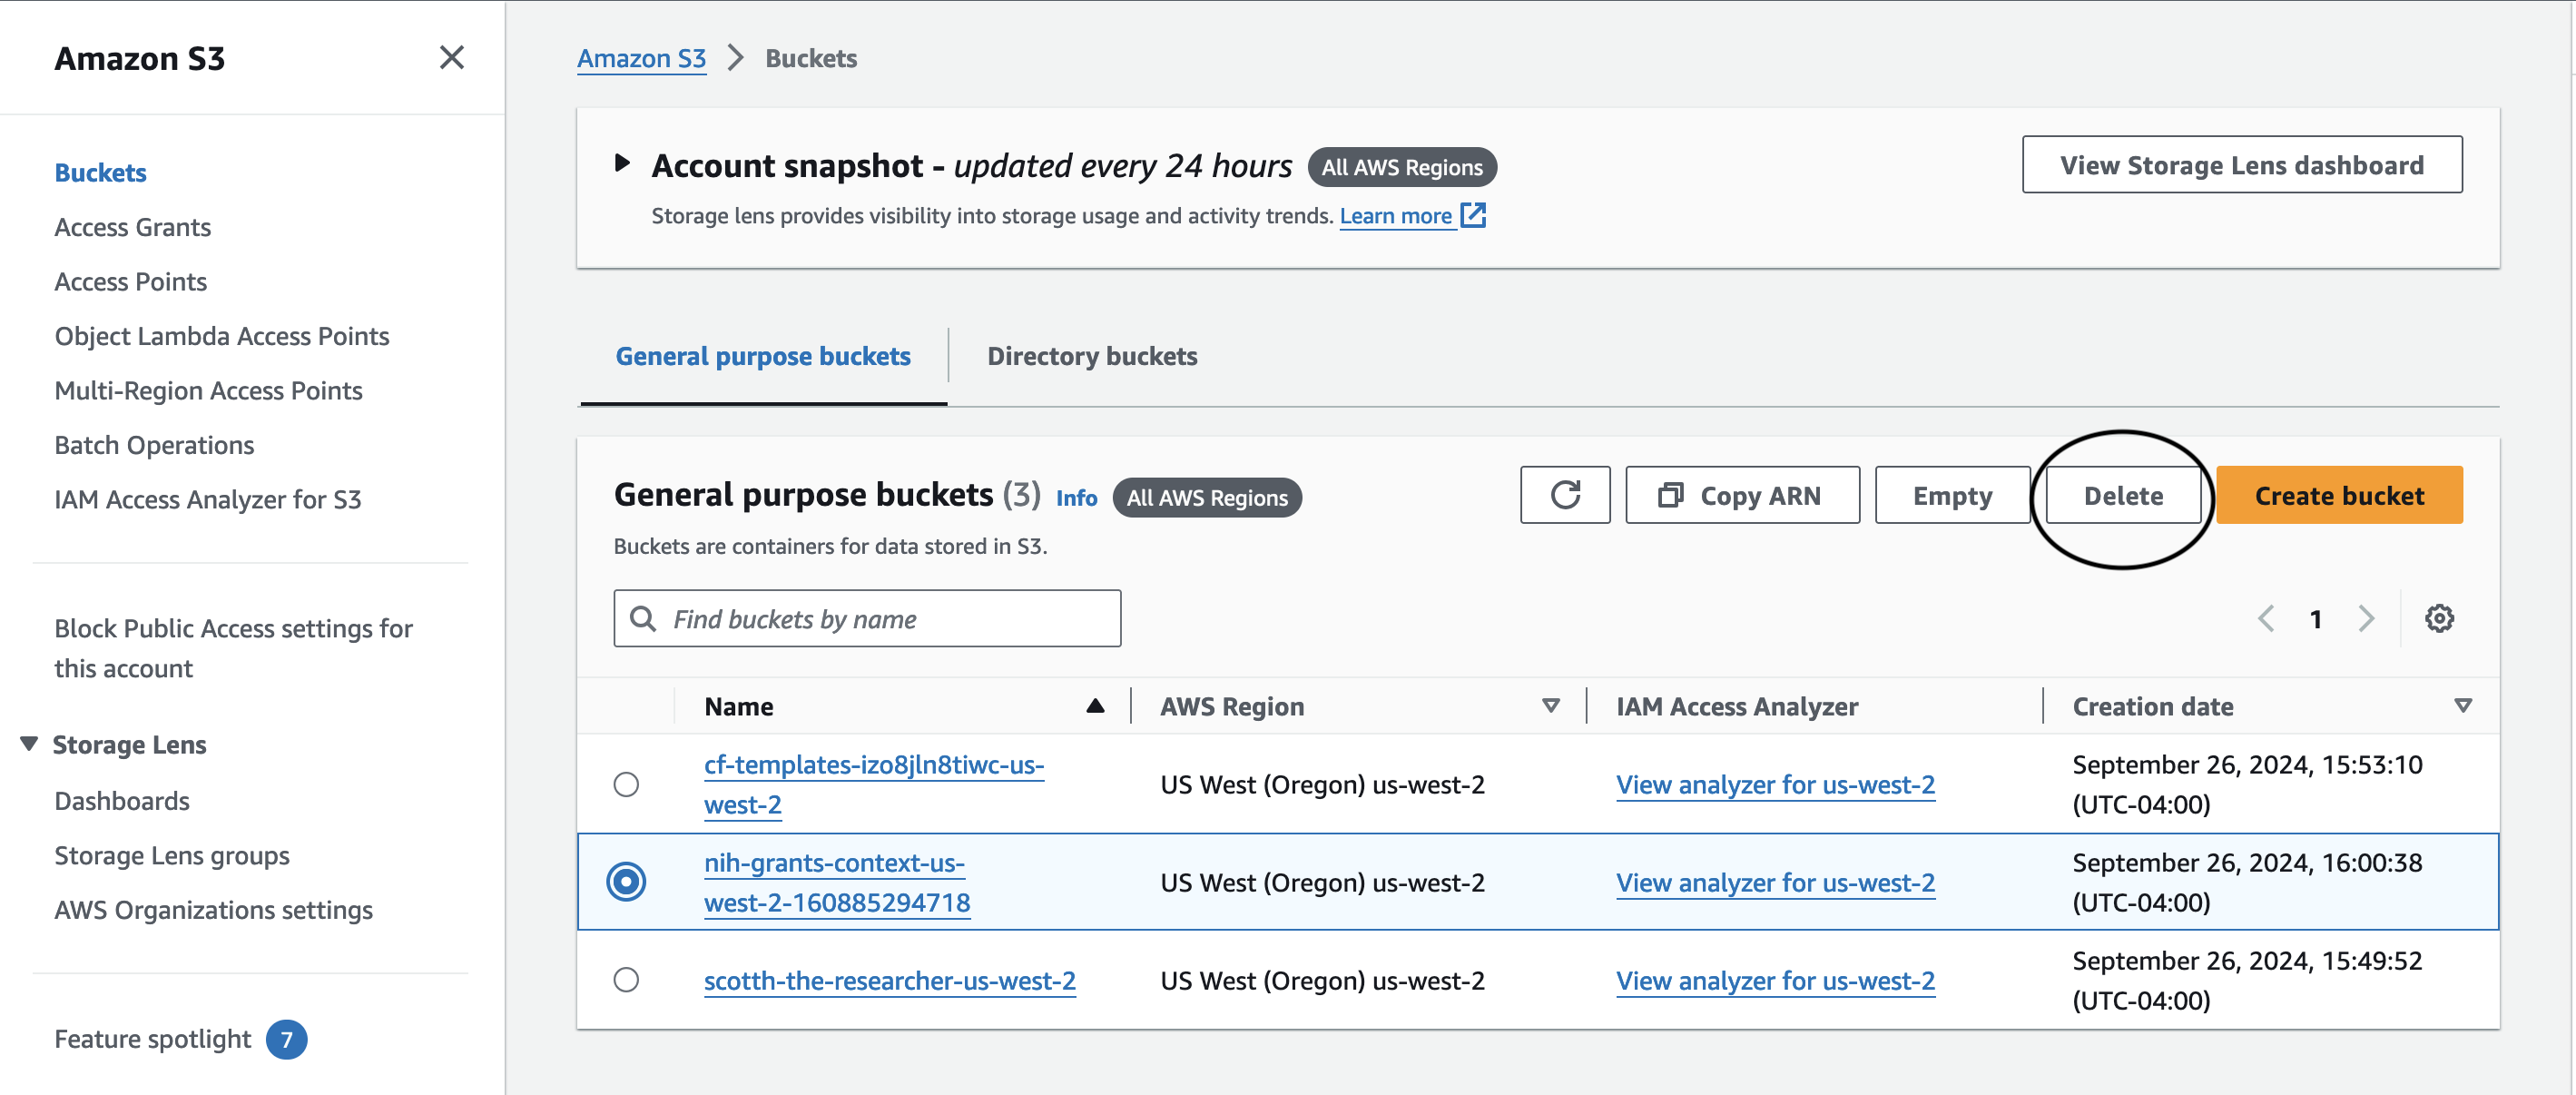 Amazon S3
Buckets
Access Grants
Access Points
Object Lambda Access Points
Multi-Region Access Points
Batch Operations
IAM Access Analyzer for S3
Block Public Access settings for
this account
Storage Lens
Dashboards
Storage Lens groups
AWS Organizations settings
Feature spotlight 7
Amazon S3 > Buckets
Account snapshot - updated every 24 hours All AWS Regions
Storage lens provides visibility into storage usage and activity trends. Learn more
View Storage Lens dashboard
General purpose buckets Directory buckets
General purpose buckets (3) Info All AWS Regions
Copy ARN Empty Delete Create bucket
Buckets are containers for data stored in S3.
Find buckets by name
1
Name AWS Region IAM Access Analyzer Creation date
cf-templates-izo8jln8tiwc-us-
west-2
US West (Oregon) us-west-2
View analyzer for us-west-2
September 26, 2024, 15:53:10
(UTC-04:00)
nih-grants-context-us-
west-2-160885294718
US West (Oregon) us-west-2
View analyzer for us-west-2
September 26, 2024, 16:00:38
(UTC-04:00)
scotth-the-researcher-us-west-2
US West (Oregon) us-west-2
View analyzer for us-west-2
September 26, 2024, 15:49:52
(UTC-04:00)